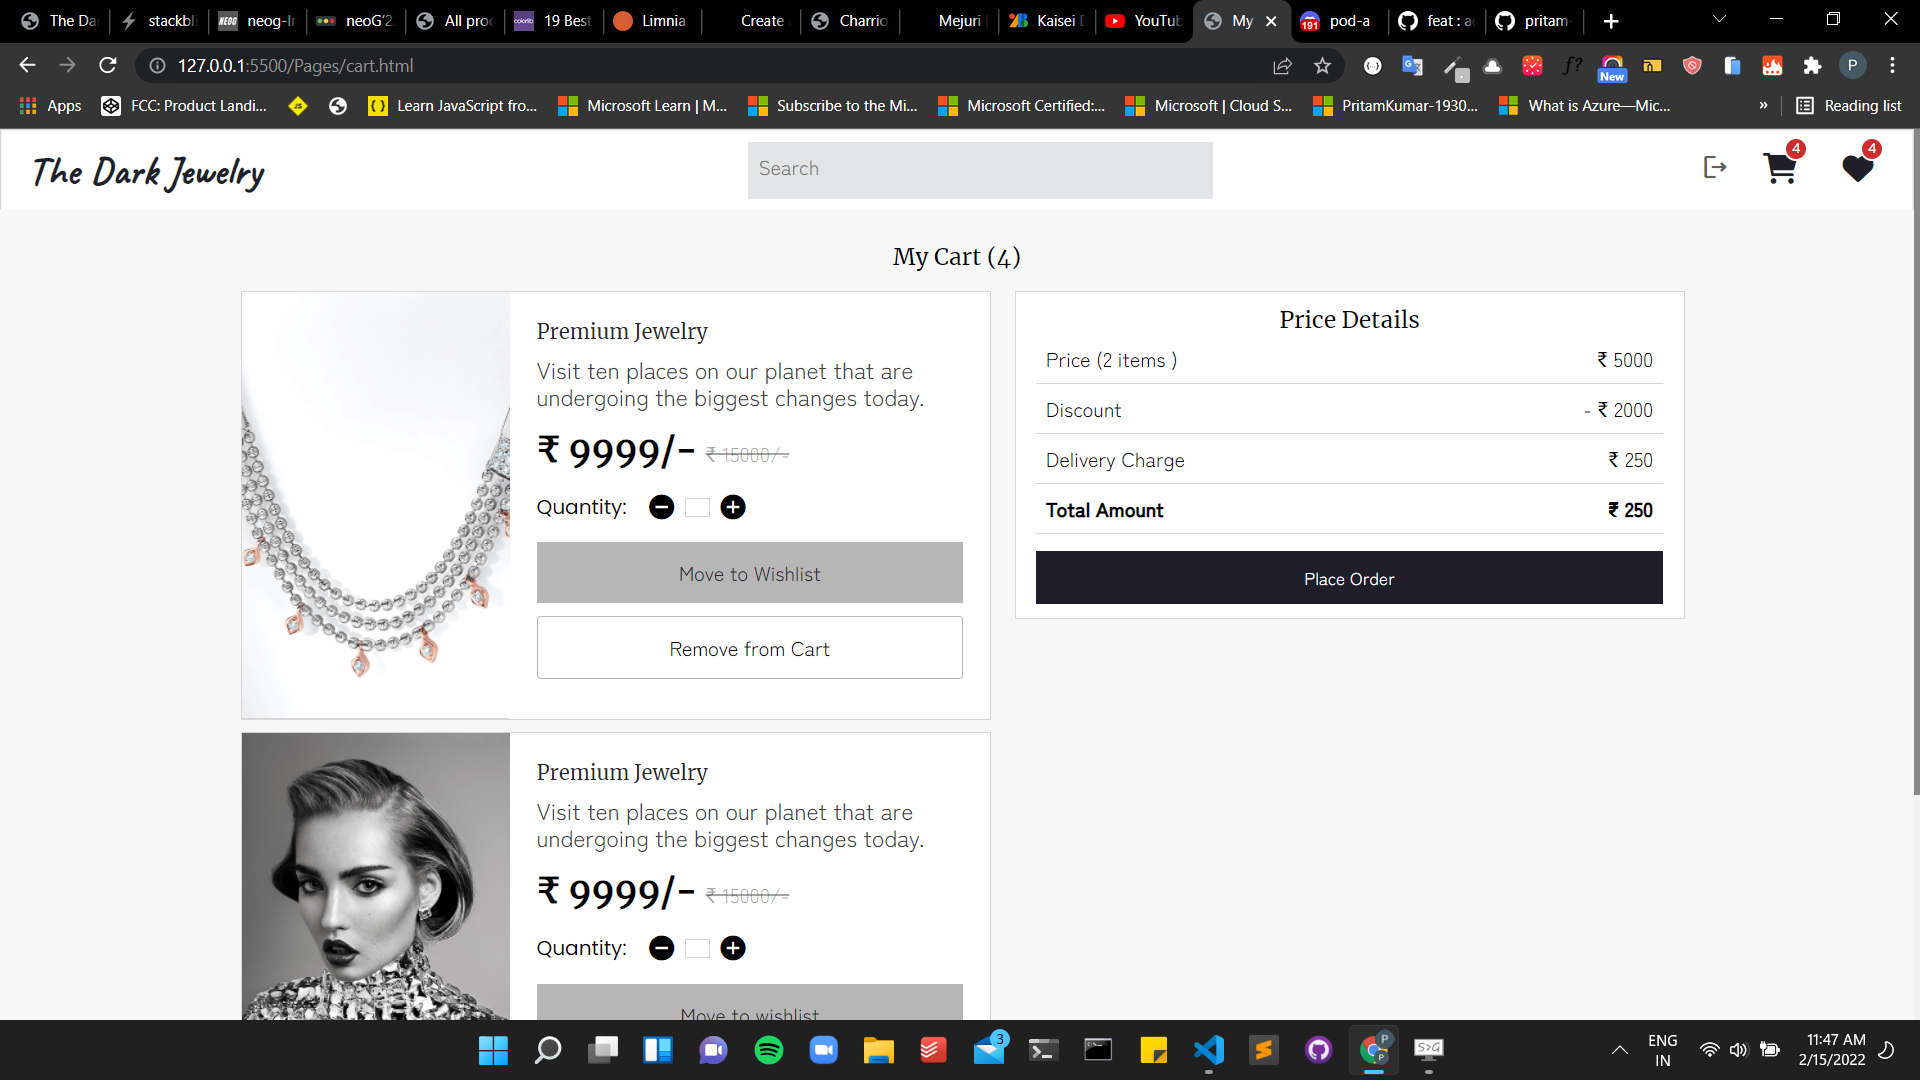 The Da
stackbli
neog-In
neoG'2
All proc
19 Best
Limnia
Create
Charrio
Mejuri
Kaisei D
YouTub
My
191
pod-a
feat : ac
pritam-
127.0.0.1:5500/Pages/cart.html
New
P
Apps
FCC: Product Landi...
Learn JavaScript fro...
Microsoft Learn | M...
Subscribe to the Mi...
Microsoft Certified:...
Microsoft | Cloud S...
PritamKumar-1930...
What is Azure—Mic...
»
Reading list
The Dark Jewelry
Search
4
4
My Cart (4)
Premium Jewelry
Visit ten places on our planet that are
undergoing the biggest changes today.
₹ 9999/- ₹ 15000/-
Quantity:
Move to Wishlist
Remove from Cart
Price Details
Price (2 items ) ₹ 5000
Discount - ₹ 2000
Delivery Charge ₹ 250
Total Amount ₹ 250
Place Order
Premium Jewelry
Visit ten places on our planet that are
undergoing the biggest changes today.
₹ 9999/- ₹ 15000/-
Quantity:
Move to wishlist
3
ENG
IN
11:47 AM
2/15/2022